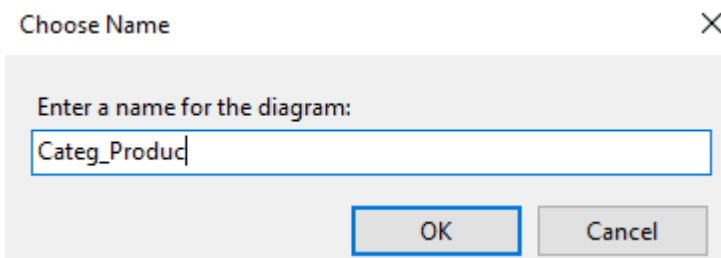 Choose Name
Enter a name for the diagram:
Categ_Produc
OK Cancel